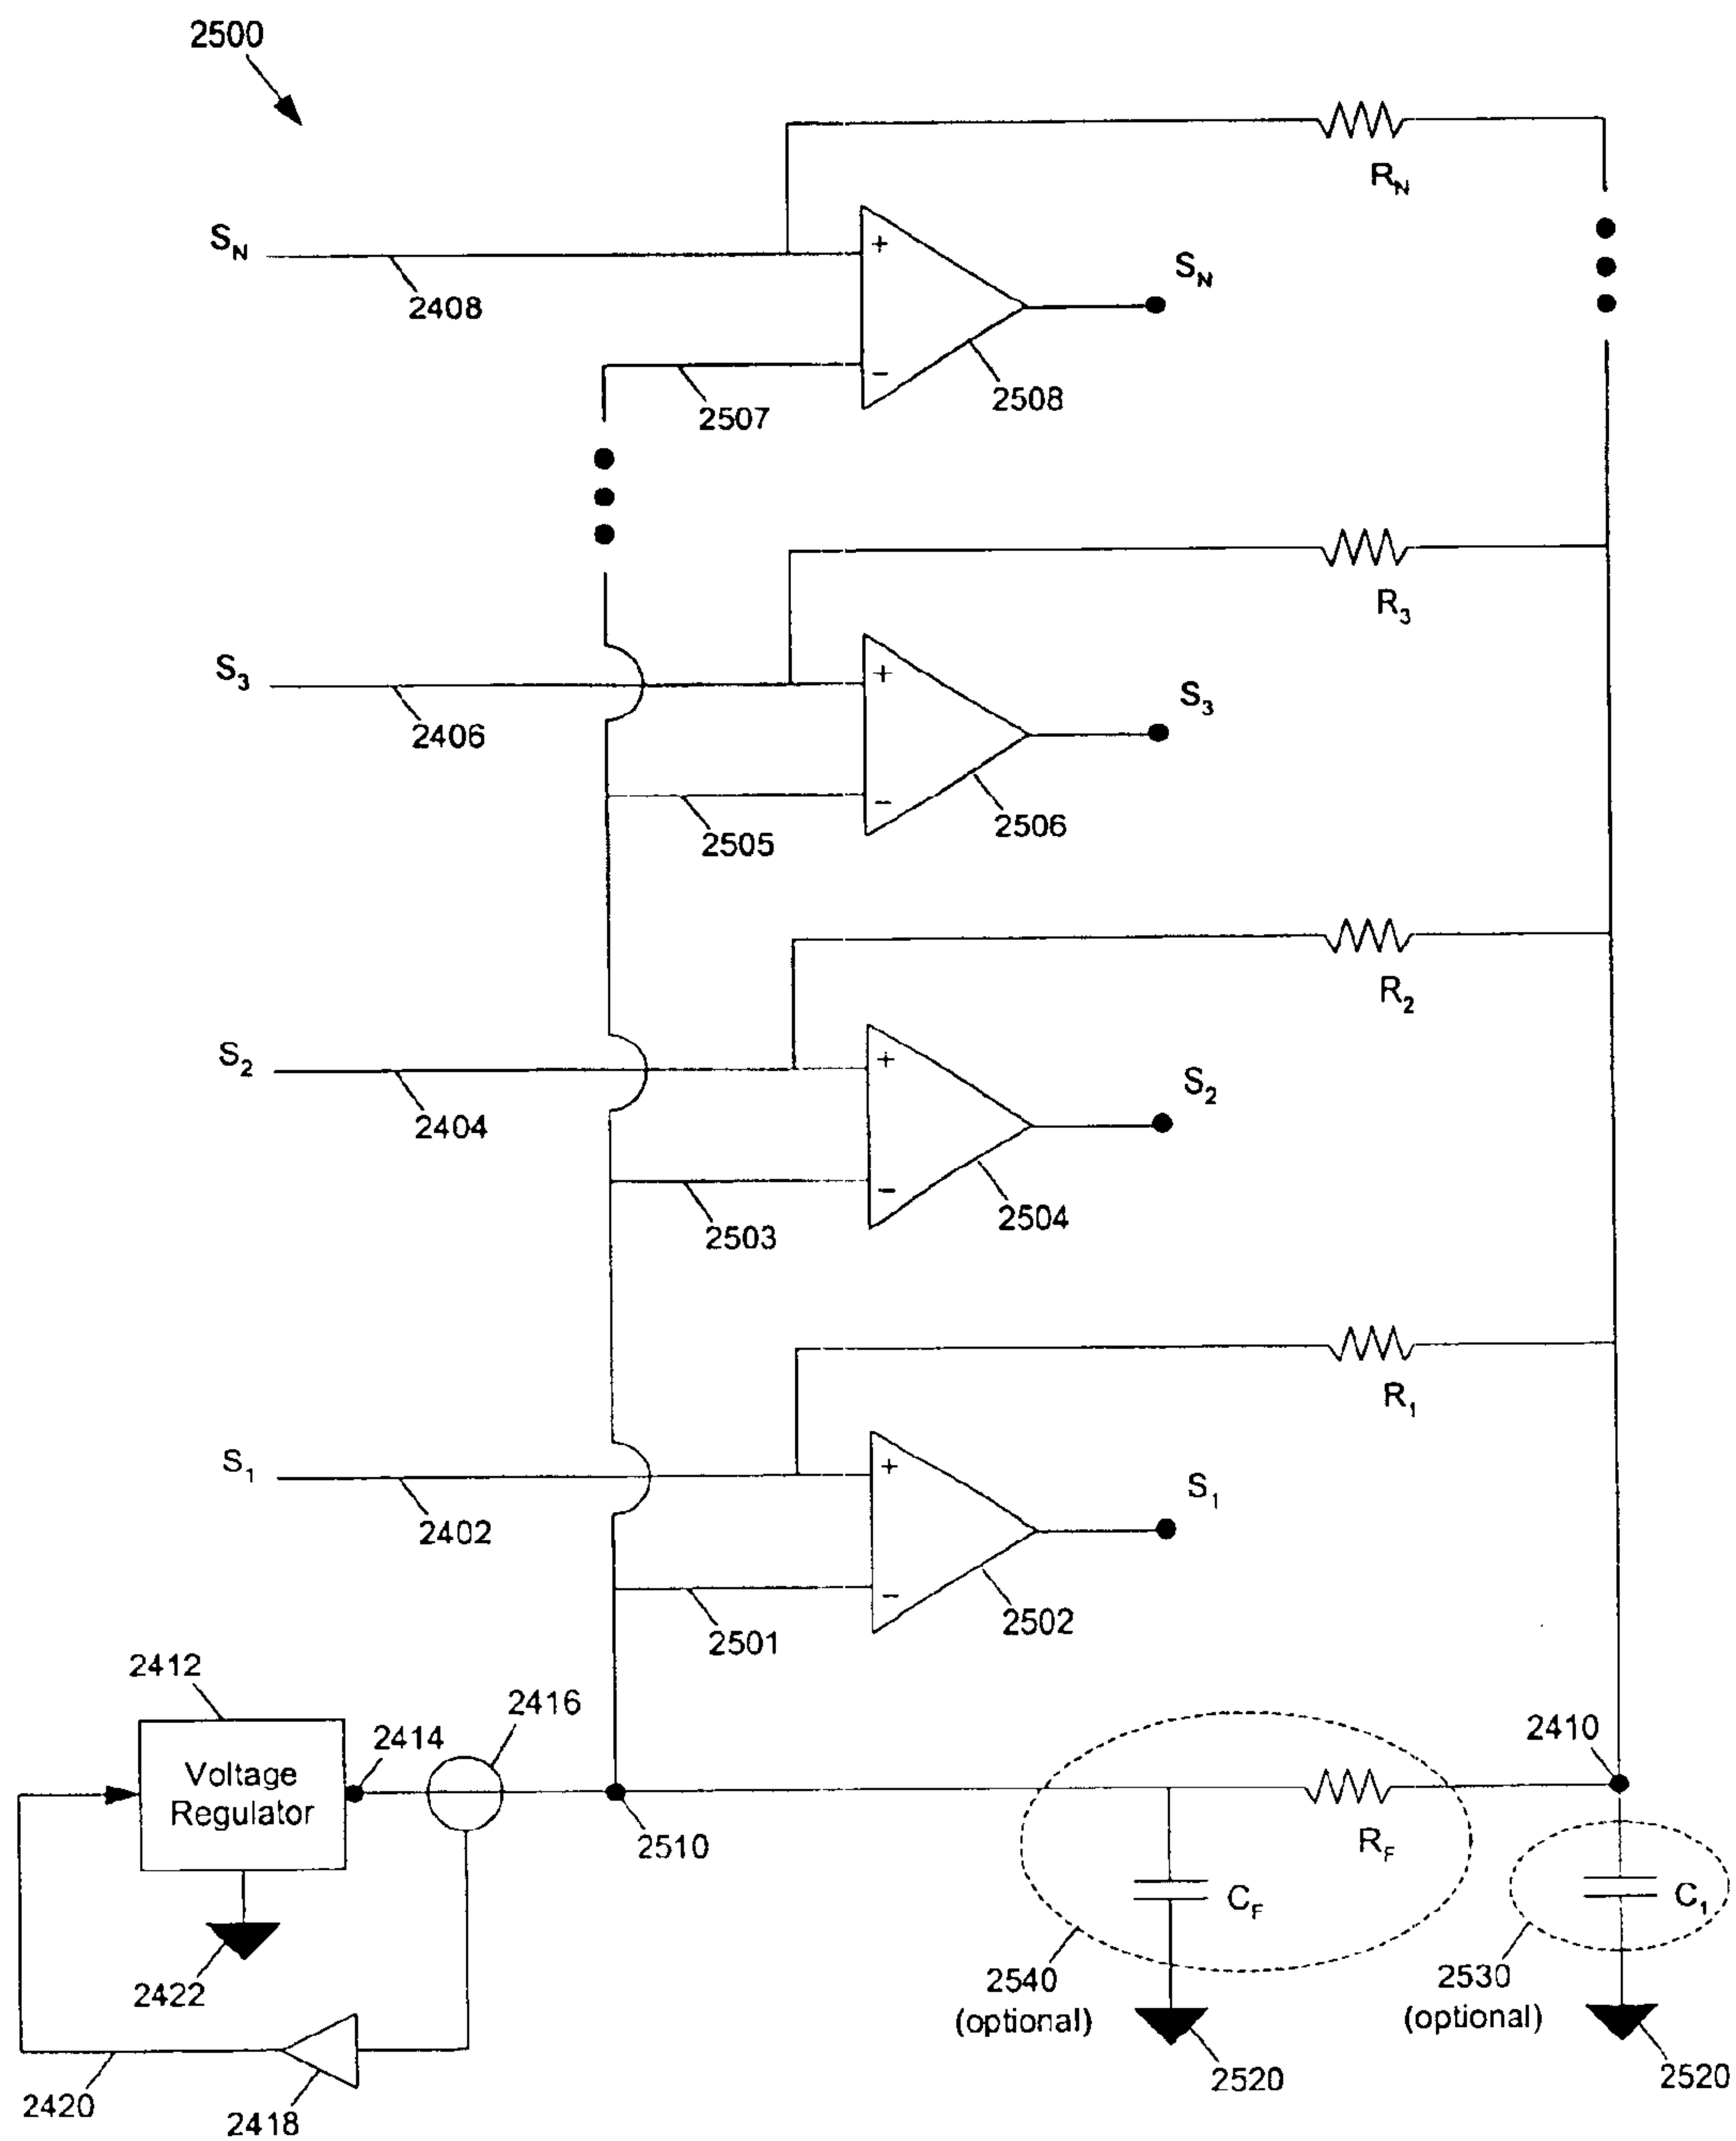 2500
R_N
S_N
+
S_N
2408
−
2508
2507
R_3
S_3
+
S_3
2406
−
2506
2505
R_2
S_2
+
S_2
2404
−
2504
2503
R_1
S_1
+
S_1
2402
−
2502
2501
2412
2416
2414
2410
Voltage
Regulator
2510
R_F
C_F
C_1
2422
2540
(optional)
2530
(optional)
2520
2520
2420
2418